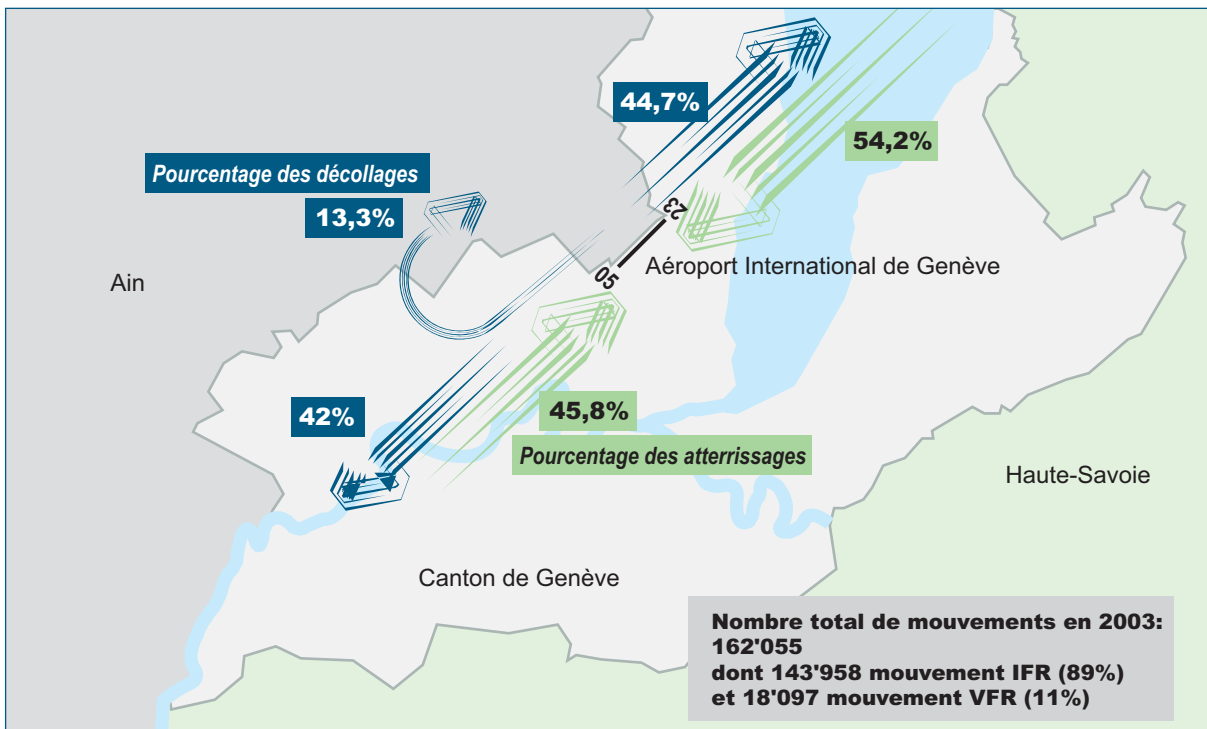 44,7%
54,2%
Pourcentage des décollages
13,3%
23
Aéroport International de Genève
Ain
05
42%
45,8%
Pourcentage des atterrissages
Haute-Savoie
Canton de Genève
Nombre total de mouvements en 2003:
162'055
dont 143'958 mouvement IFR (89%)
et 18'097 mouvement VFR (11%)